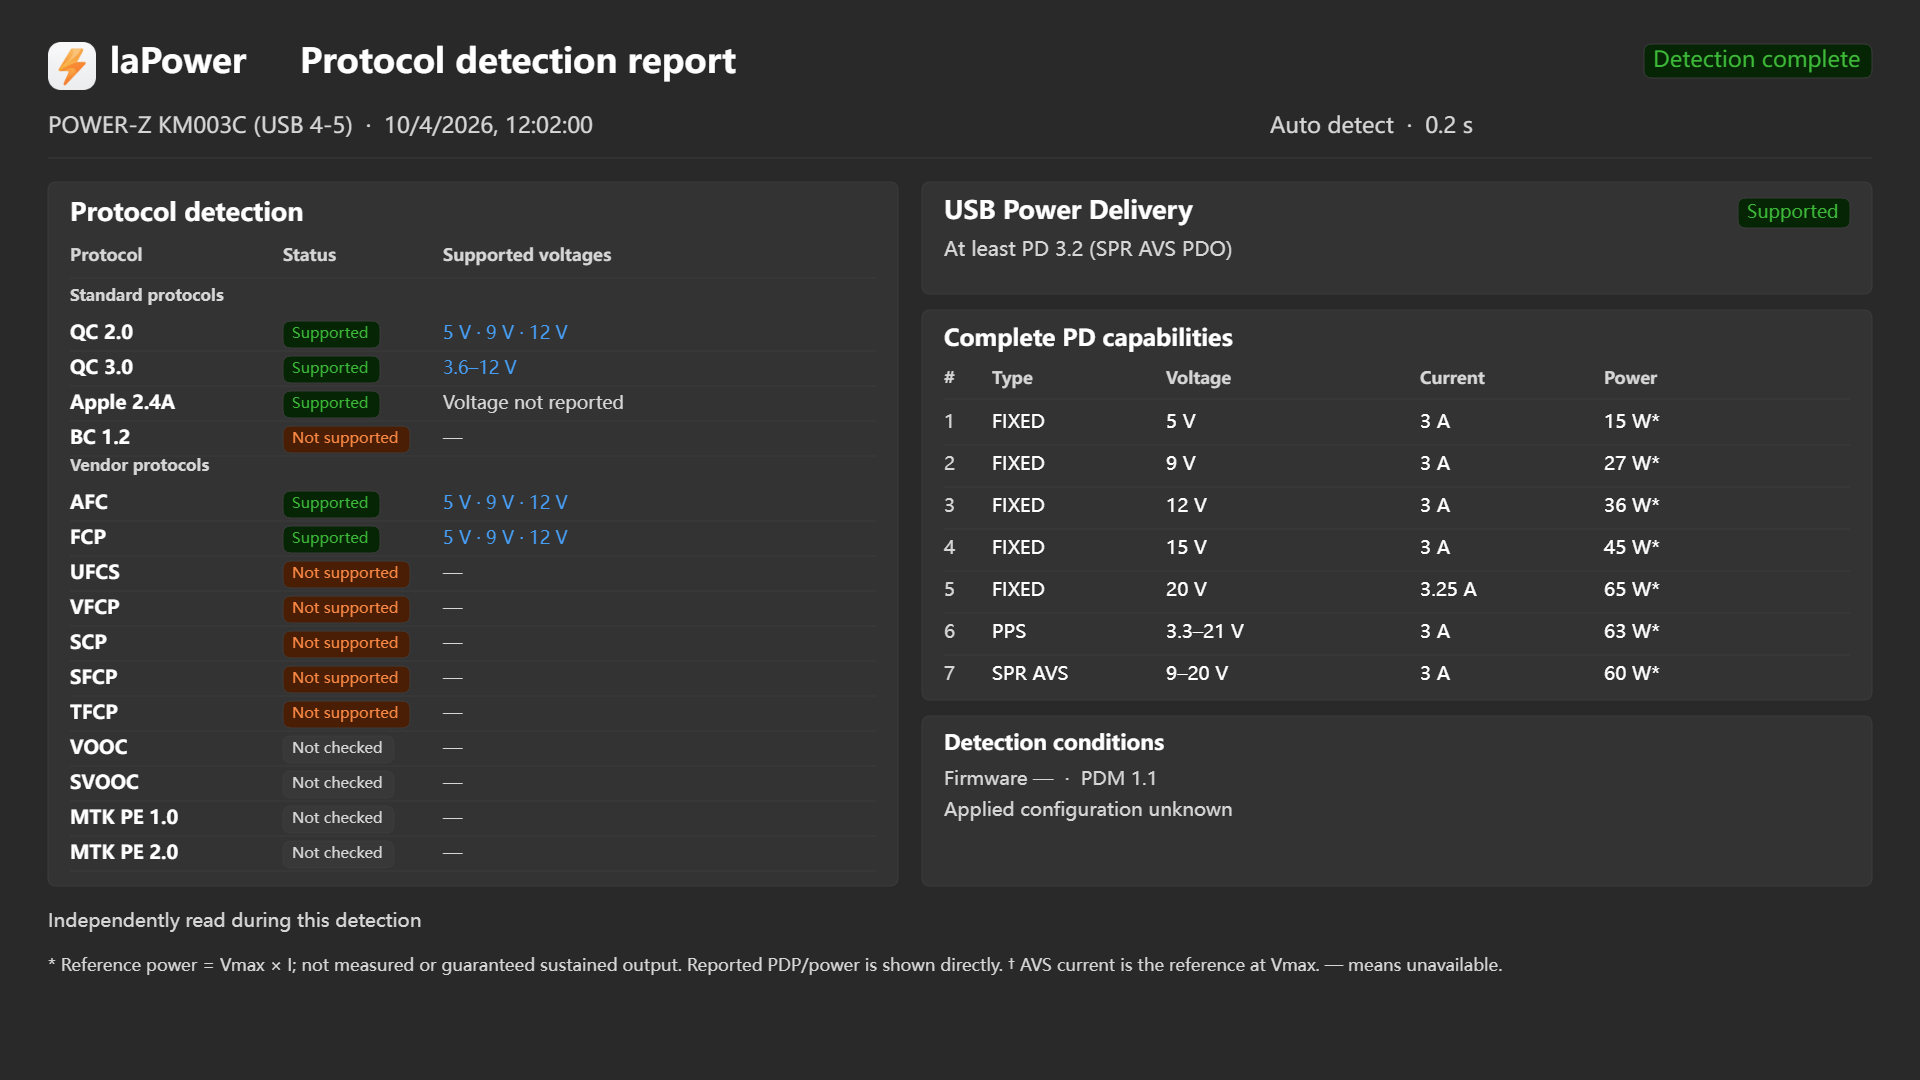 laPower Protocol detection report Detection complete
POWER-Z KM003C (USB 4-5) · 10/4/2026, 12:02:00 Auto detect · 0.2 s
Protocol detection
Protocol Status Supported voltages
Standard protocols
QC 2.0 Supported 5 V · 9 V · 12 V
QC 3.0 Supported 3.6–12 V
Apple 2.4A Supported Voltage not reported
BC 1.2 Not supported —
Vendor protocols
AFC Supported 5 V · 9 V · 12 V
FCP Supported 5 V · 9 V · 12 V
UFCS Not supported —
VFCP Not supported —
SCP Not supported —
SFCP Not supported —
TFCP Not supported —
VOOC Not checked —
SVOOC Not checked —
MTK PE 1.0 Not checked —
MTK PE 2.0 Not checked —
USB Power Delivery Supported
At least PD 3.2 (SPR AVS PDO)
Complete PD capabilities
# Type Voltage Current Power
1 FIXED 5 V 3 A 15 W*
2 FIXED 9 V 3 A 27 W*
3 FIXED 12 V 3 A 36 W*
4 FIXED 15 V 3 A 45 W*
5 FIXED 20 V 3.25 A 65 W*
6 PPS 3.3–21 V 3 A 63 W*
7 SPR AVS 9–20 V 3 A 60 W*
Detection conditions
Firmware — · PDM 1.1
Applied configuration unknown
Independently read during this detection
* Reference power = Vmax × I; not measured or guaranteed sustained output. Reported PDP/power is shown directly. † AVS current is the reference at Vmax. — means unavailable.